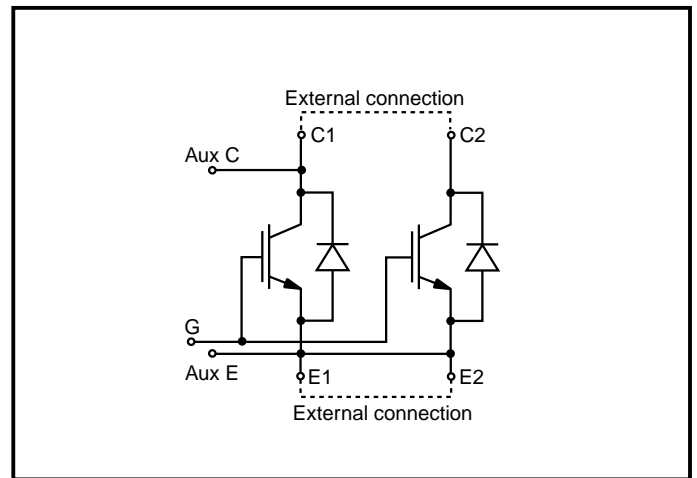 External connection
C1
C2
Aux C
G
Aux E
E1
E2
External connection